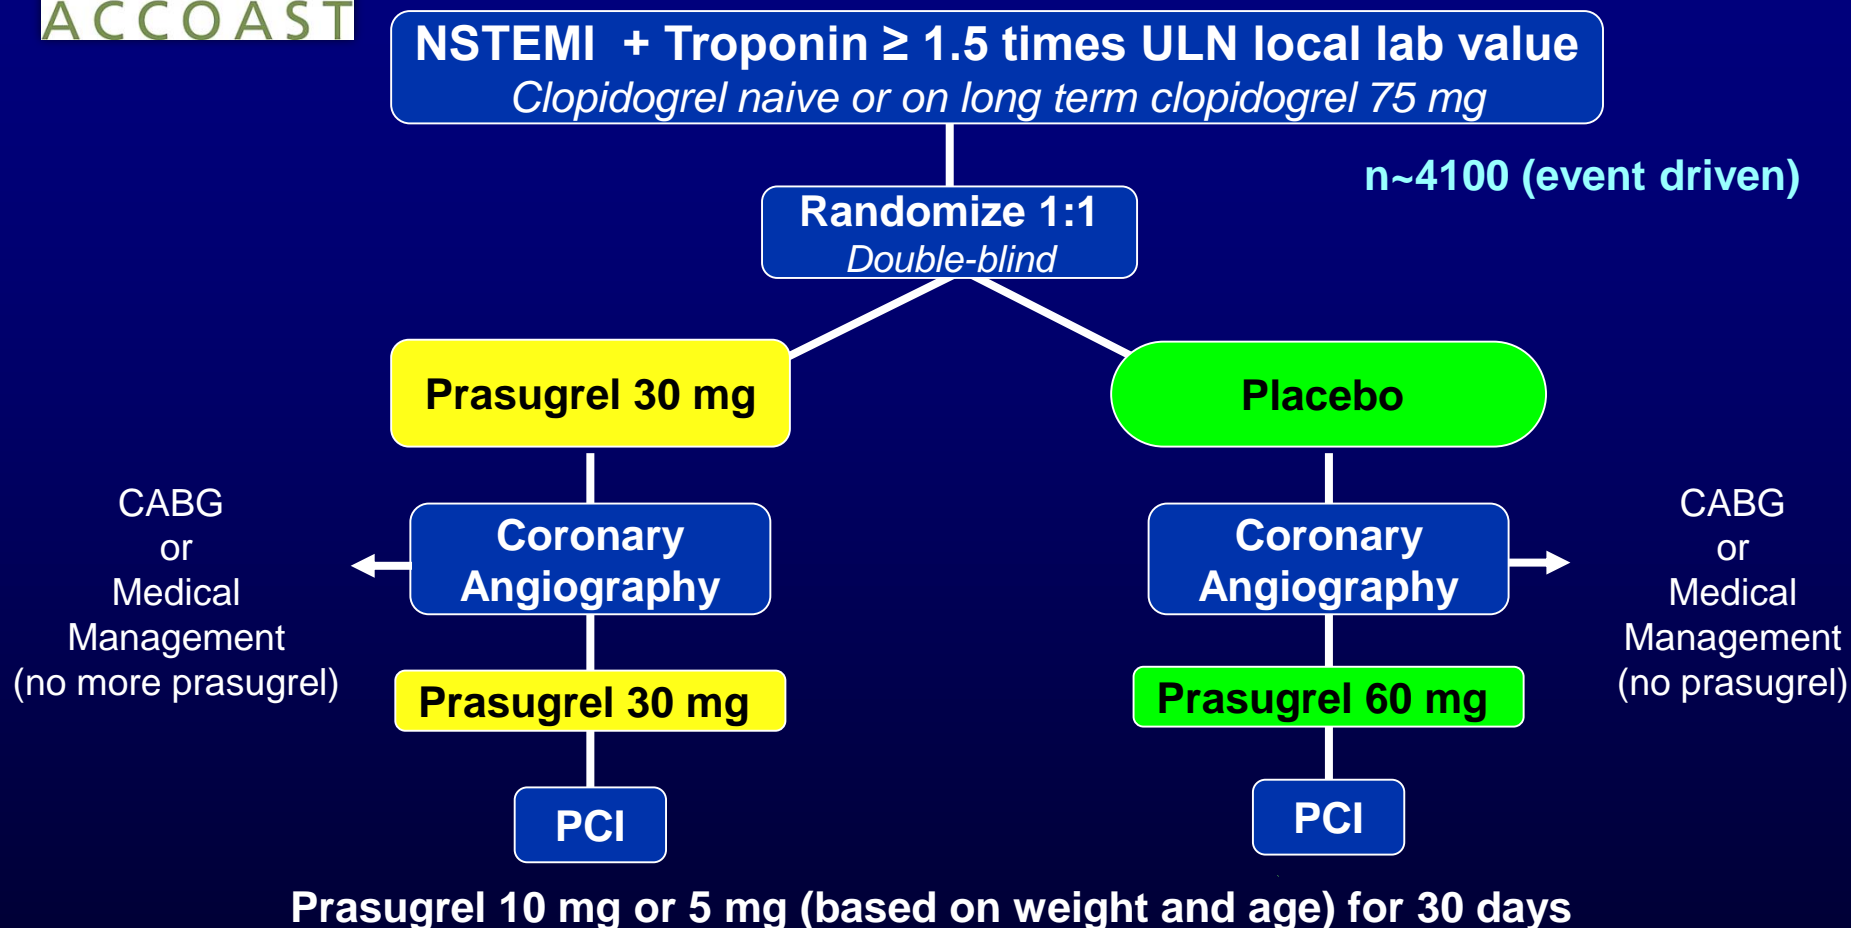 ACCOAST
NSTEMI + Troponin ≥ 1.5 times ULN local lab value
Clopidogrel naive or on long term clopidogrel 75 mg
n~4100 (event driven)
Randomize 1:1
Double-blind
Prasugrel 30 mg
Placebo
CABG
or
Medical
Management
(no more prasugrel)
Coronary
Angiography
Coronary
Angiography
CABG
or
Medical
Management
(no prasugrel)
Prasugrel 30 mg
Prasugrel 60 mg
PCI
PCI
Prasugrel 10 mg or 5 mg (based on weight and age) for 30 days